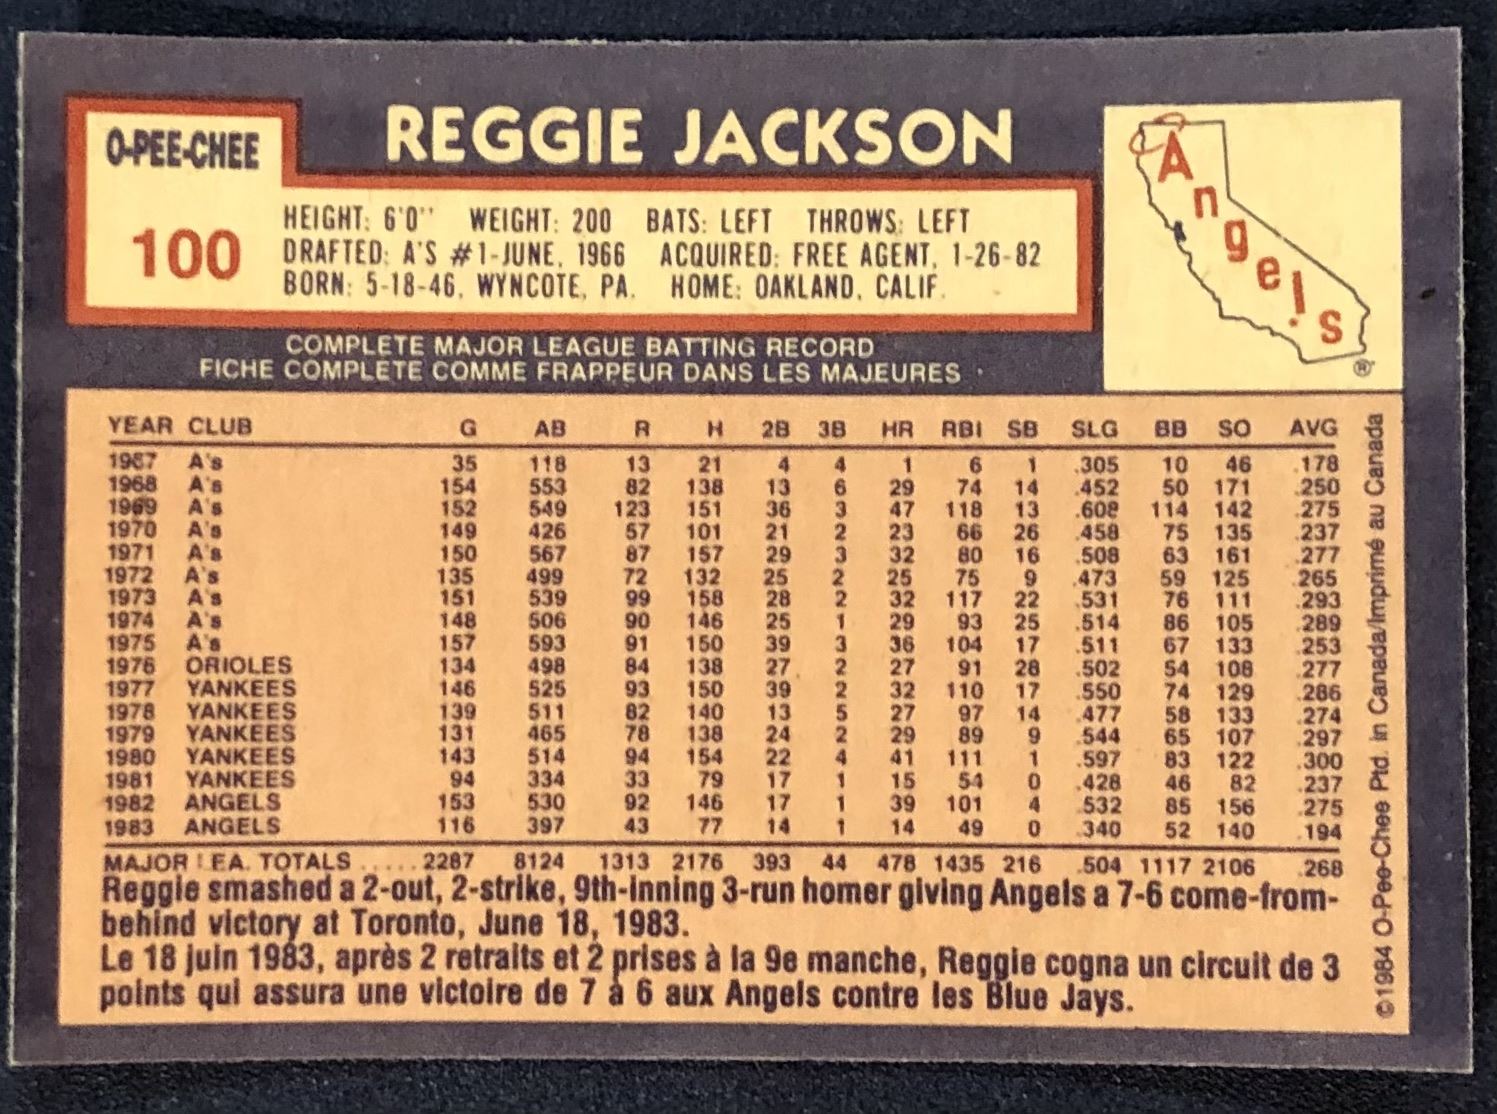 O-PEE-CHEE
100
REGGIE JACKSON
HEIGHT: 6'0" WEIGHT: 200 BATS: LEFT THROWS: LEFT
DRAFTED: A'S #1-JUNE, 1966 ACQUIRED: FREE AGENT, 1-26-82
BORN: 5-18-46, WYNCOTE, PA. HOME: OAKLAND, CALIF.
Angels
®
COMPLETE MAJOR LEAGUE BATTING RECORD
FICHE COMPLETE COMME FRAPPEUR DANS LES MAJEURES
YEAR CLUB G AB R H 2B 3B HR RBI SB SLG BB SO AVG
1967 A's 35 118 13 21 4 4 1 6 1 .305 10 46 .178
1968 A's 154 553 82 138 13 6 29 74 14 .452 50 171 .250
1969 A's 152 549 123 151 36 3 47 118 13 .608 114 142 .275
1970 A's 149 426 57 101 21 2 23 66 26 .458 75 135 .237
1971 A's 150 567 87 157 29 3 32 80 16 .508 63 161 .277
1972 A's 135 499 72 132 25 2 25 75 9 .473 59 125 .265
1973 A's 151 539 99 158 28 2 32 117 22 .531 76 111 .293
1974 A's 148 506 90 146 25 1 29 93 25 .514 86 105 .289
1975 A's 157 593 91 150 39 3 36 104 17 .511 67 133 .253
1976 ORIOLES 134 498 84 138 27 2 27 91 28 .502 54 108 .277
1977 YANKEES 146 525 93 150 39 2 32 110 17 .550 74 129 .286
1978 YANKEES 139 511 82 140 13 5 27 97 14 .477 58 133 .274
1979 YANKEES 131 465 78 138 24 2 29 89 9 .544 65 107 .297
1980 YANKEES 143 514 94 154 22 4 41 111 1 .597 83 122 .300
1981 YANKEES 94 334 33 79 17 1 15 54 0 .428 46 82 .237
1982 ANGELS 153 530 92 146 17 1 39 101 4 .532 85 156 .275
1983 ANGELS 116 397 43 77 14 1 14 49 0 .340 52 140 .194
MAJOR LEA. TOTALS ..... 2287 8124 1313 2176 393 44 478 1435 216 .504 1117 2106 .268
Reggie smashed a 2-out, 2-strike, 9th-inning 3-run homer giving Angels a 7-6 come-from-
behind victory at Toronto, June 18, 1983.
Le 18 juin 1983, après 2 retraits et 2 prises à la 9e manche, Reggie cogna un circuit de 3
points qui assura une victoire de 7 à 6 aux Angels contre les Blue Jays.
©1984 O-Pee-Chee Ptd. in Canada/Imprimé au Canada